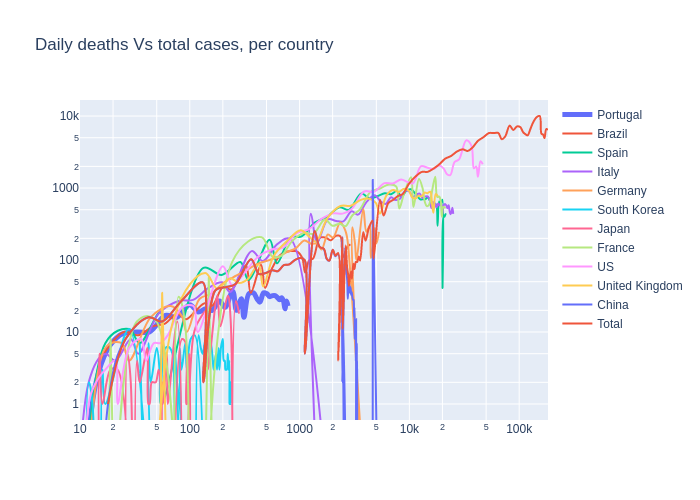 Daily deaths Vs total cases, per country
10k
5
2
1000
5
2
100
5
2
10
5
2
1
10
2
5
100
2
5
1000
2
5
10k
2
5
100k
Portugal
Brazil
Spain
Italy
Germany
South Korea
Japan
France
US
United Kingdom
China
Total